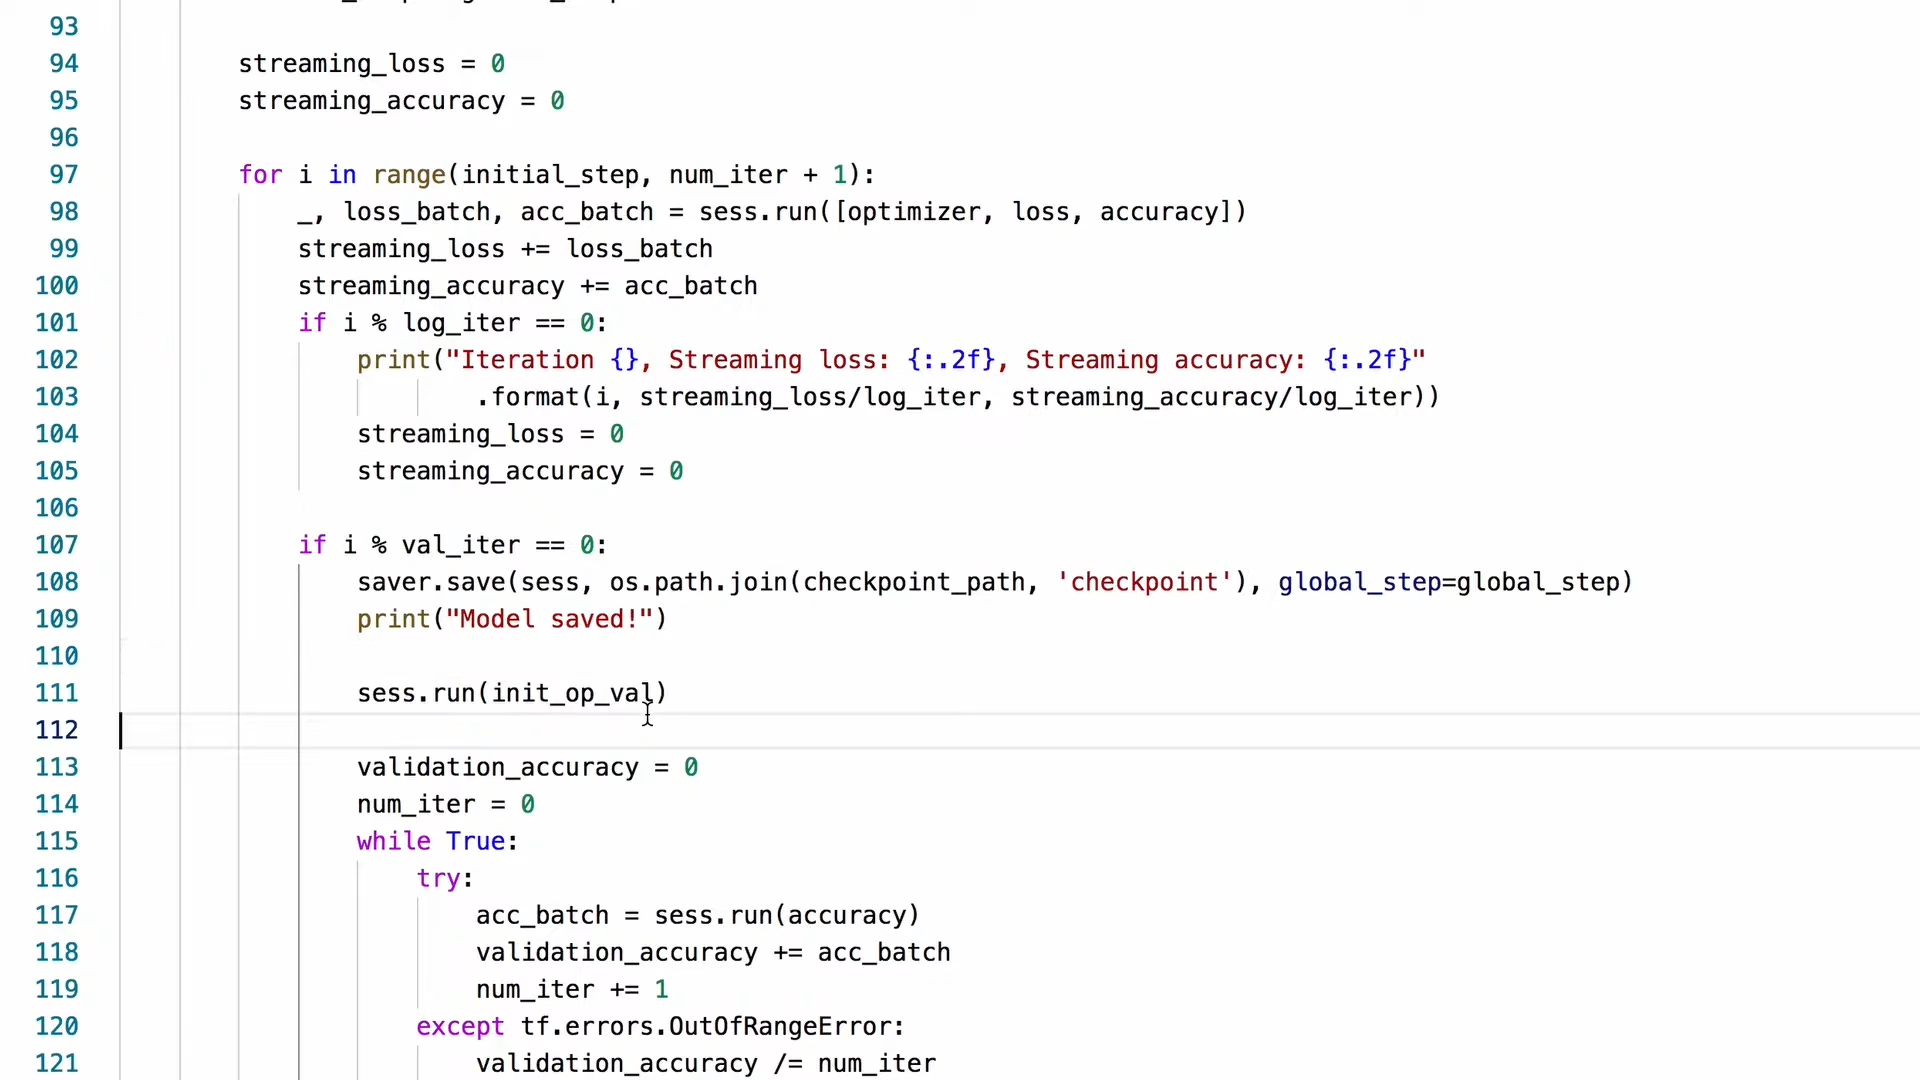 93
94 streaming_loss = 0
95 streaming_accuracy = 0
96
97 for i in range(initial_step, num_iter + 1):
98 _, loss_batch, acc_batch = sess.run([optimizer, loss, accuracy])
99 streaming_loss += loss_batch
100 streaming_accuracy += acc_batch
101 if i % log_iter == 0:
102 print("Iteration {}, Streaming loss: {:.2f}, Streaming accuracy: {:.2f}"
103 .format(i, streaming_loss/log_iter, streaming_accuracy/log_iter))
104 streaming_loss = 0
105 streaming_accuracy = 0
106
107 if i % val_iter == 0:
108 saver.save(sess, os.path.join(checkpoint_path, 'checkpoint'), global_step=global_step)
109 print("Model saved!")
110
111 sess.run(init_op_val)
112
113 validation_accuracy = 0
114 num_iter = 0
115 while True:
116 try:
117 acc_batch = sess.run(accuracy)
118 validation_accuracy += acc_batch
119 num_iter += 1
120 except tf.errors.OutOfRangeError:
121 validation_accuracy /= num_iter